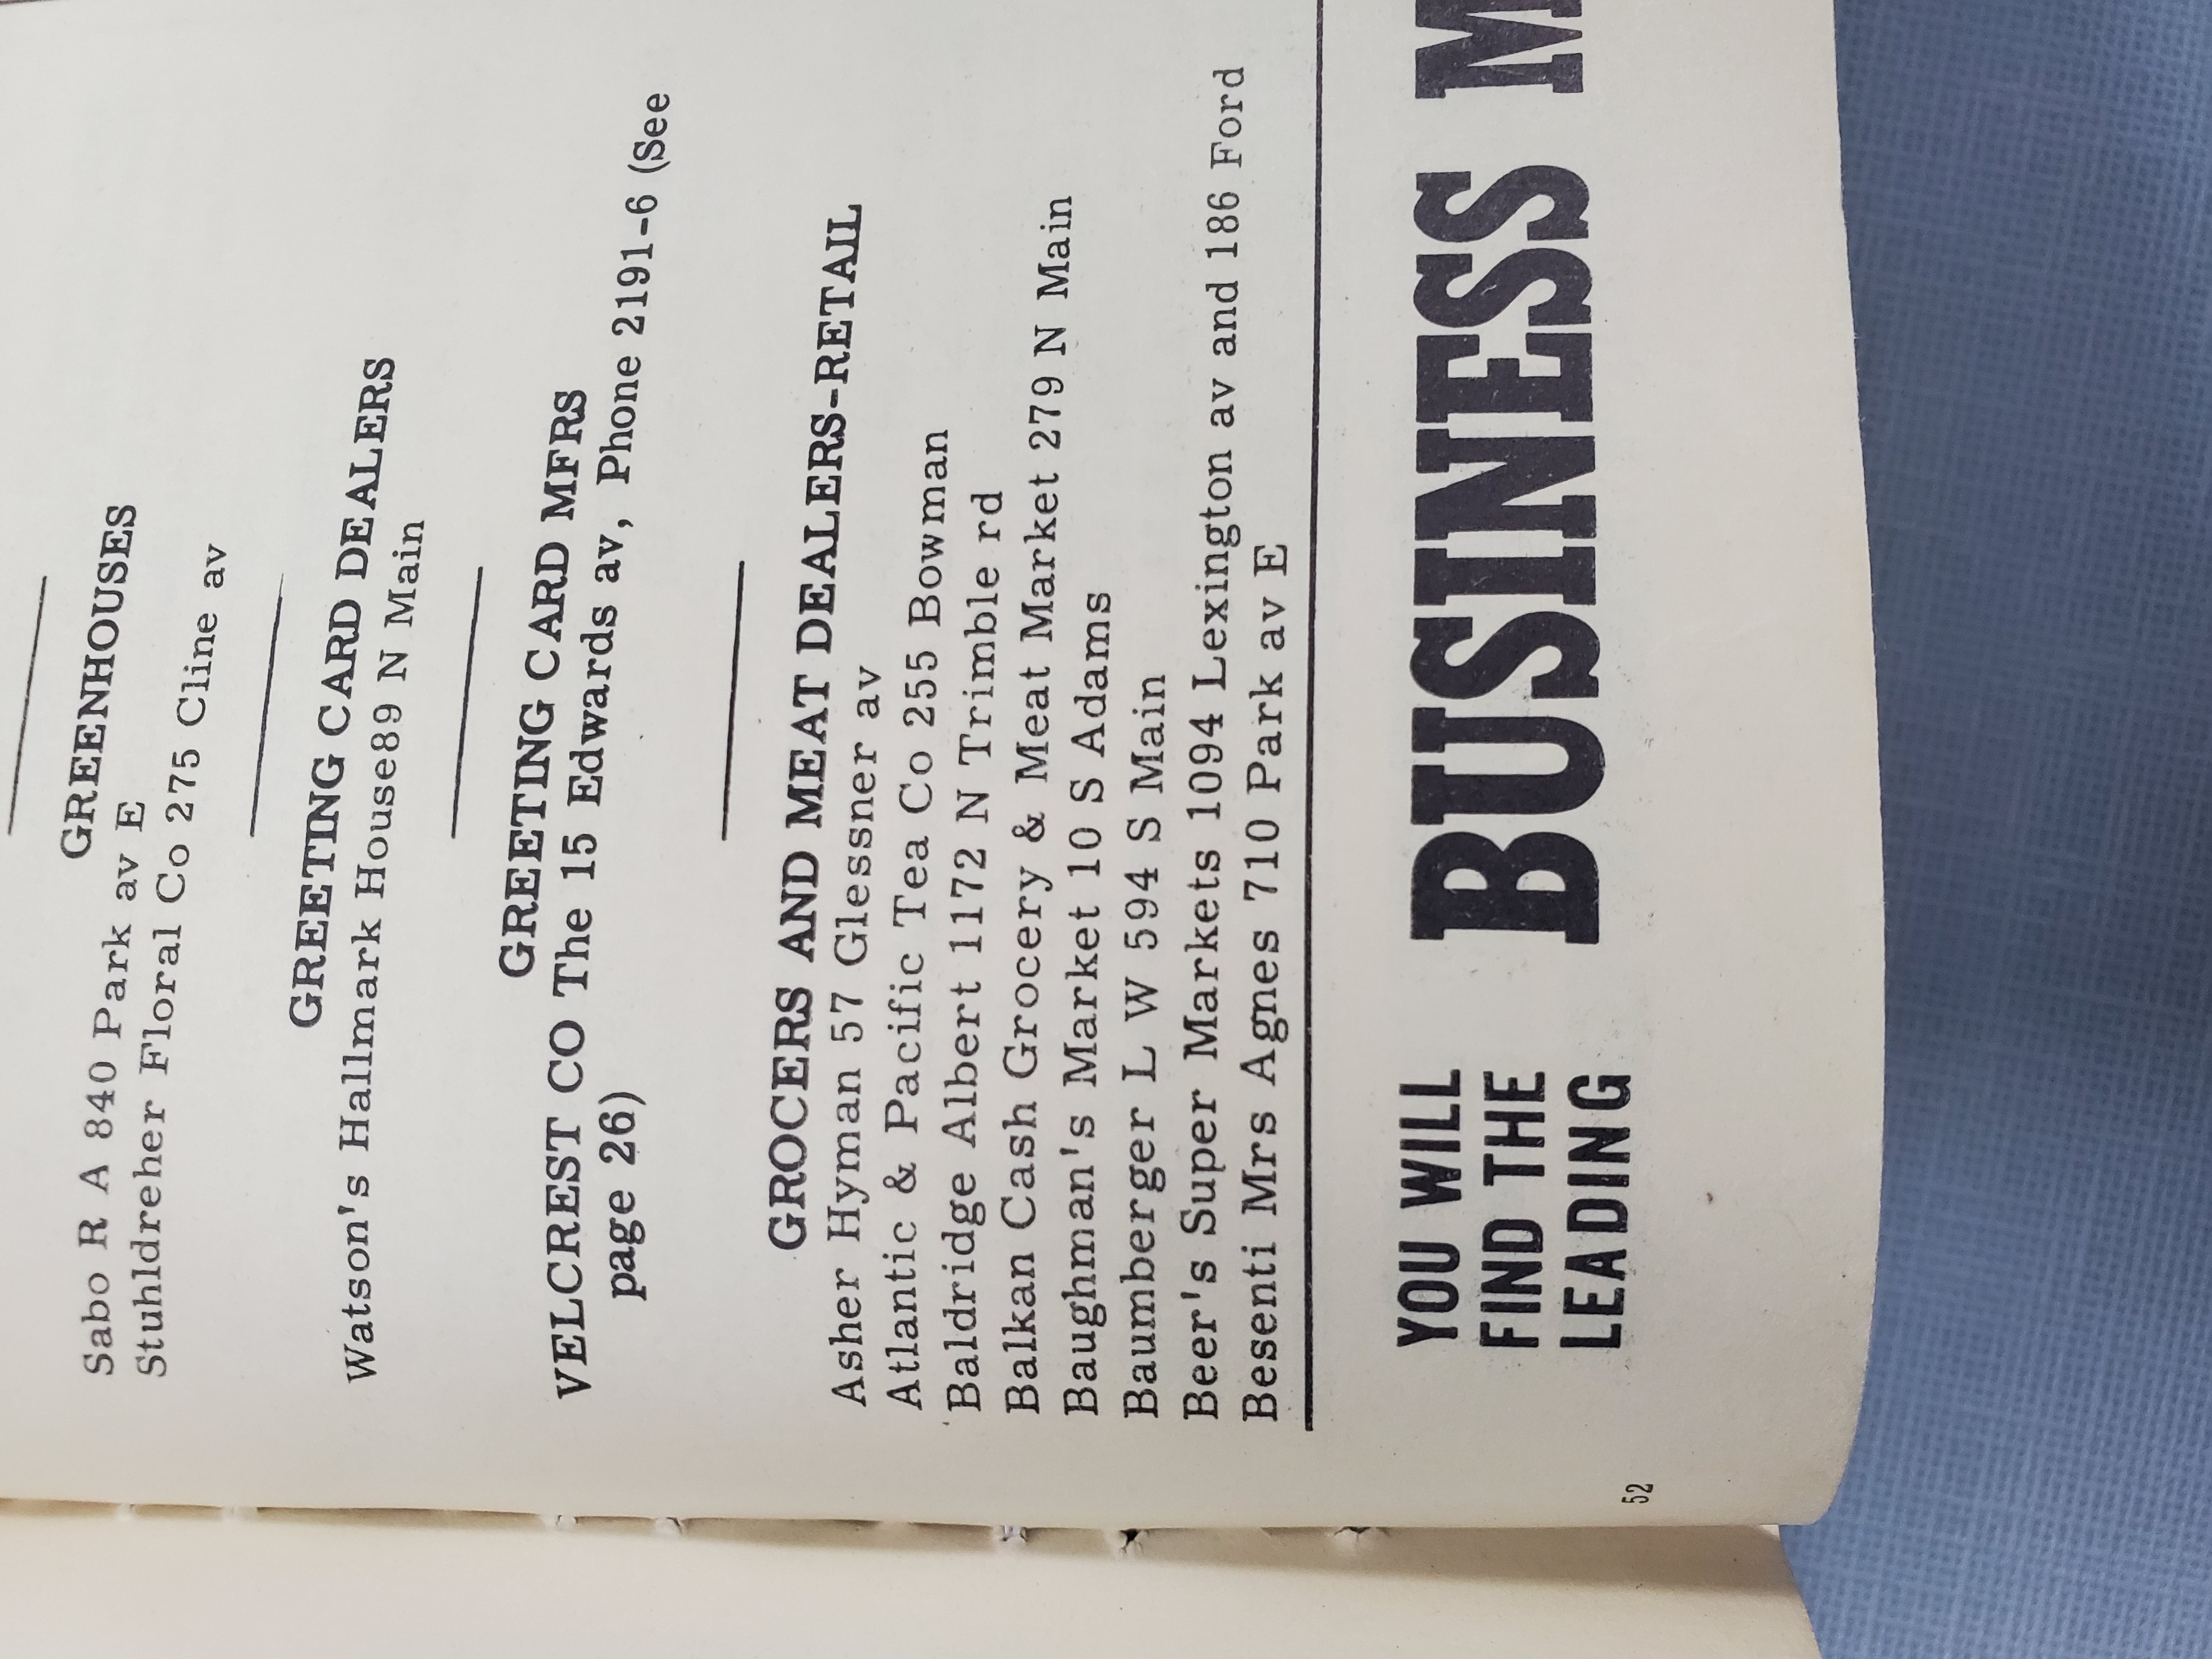 GREENHOUSES
Sabo R A 840 Park av E
Stuhldreher Floral Co 275 Cline av
GREETING CARD DEALERS
Watson's Hallmark House89 N Main
GREETING CARD MFRS
VELCREST CO The 15 Edwards av, Phone 2191-6 (See
page 26)
GROCERS AND MEAT DEALERS-RETAIL
Asher Hyman 57 Glessner av
Atlantic & Pacific Tea Co 255 Bowman
Baldridge Albert 1172 N Trimble rd
Balkan Cash Grocery & Meat Market 279 N Main
Baughman's Market 10 S Adams
Baumberger L W 594 S Main
Beer's Super Markets 1094 Lexington av and 186 Ford
Besenti Mrs Agnes 710 Park av E
YOU WILL
FIND THE
LEADING
BUSINESS M
52